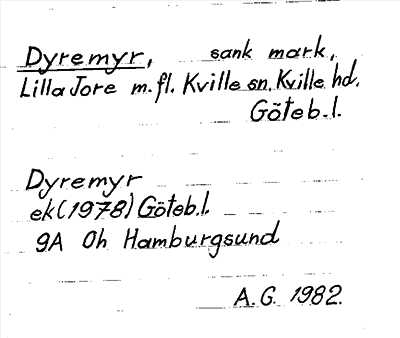 Dyremyr, sank mark,
Lilla Jore m.fl. Kville sn. Kville hd.
Göteb.l.
Dyremyr
ek (1978) Göteb.l.
9A Oh Hamburgsund
A.G. 1982.